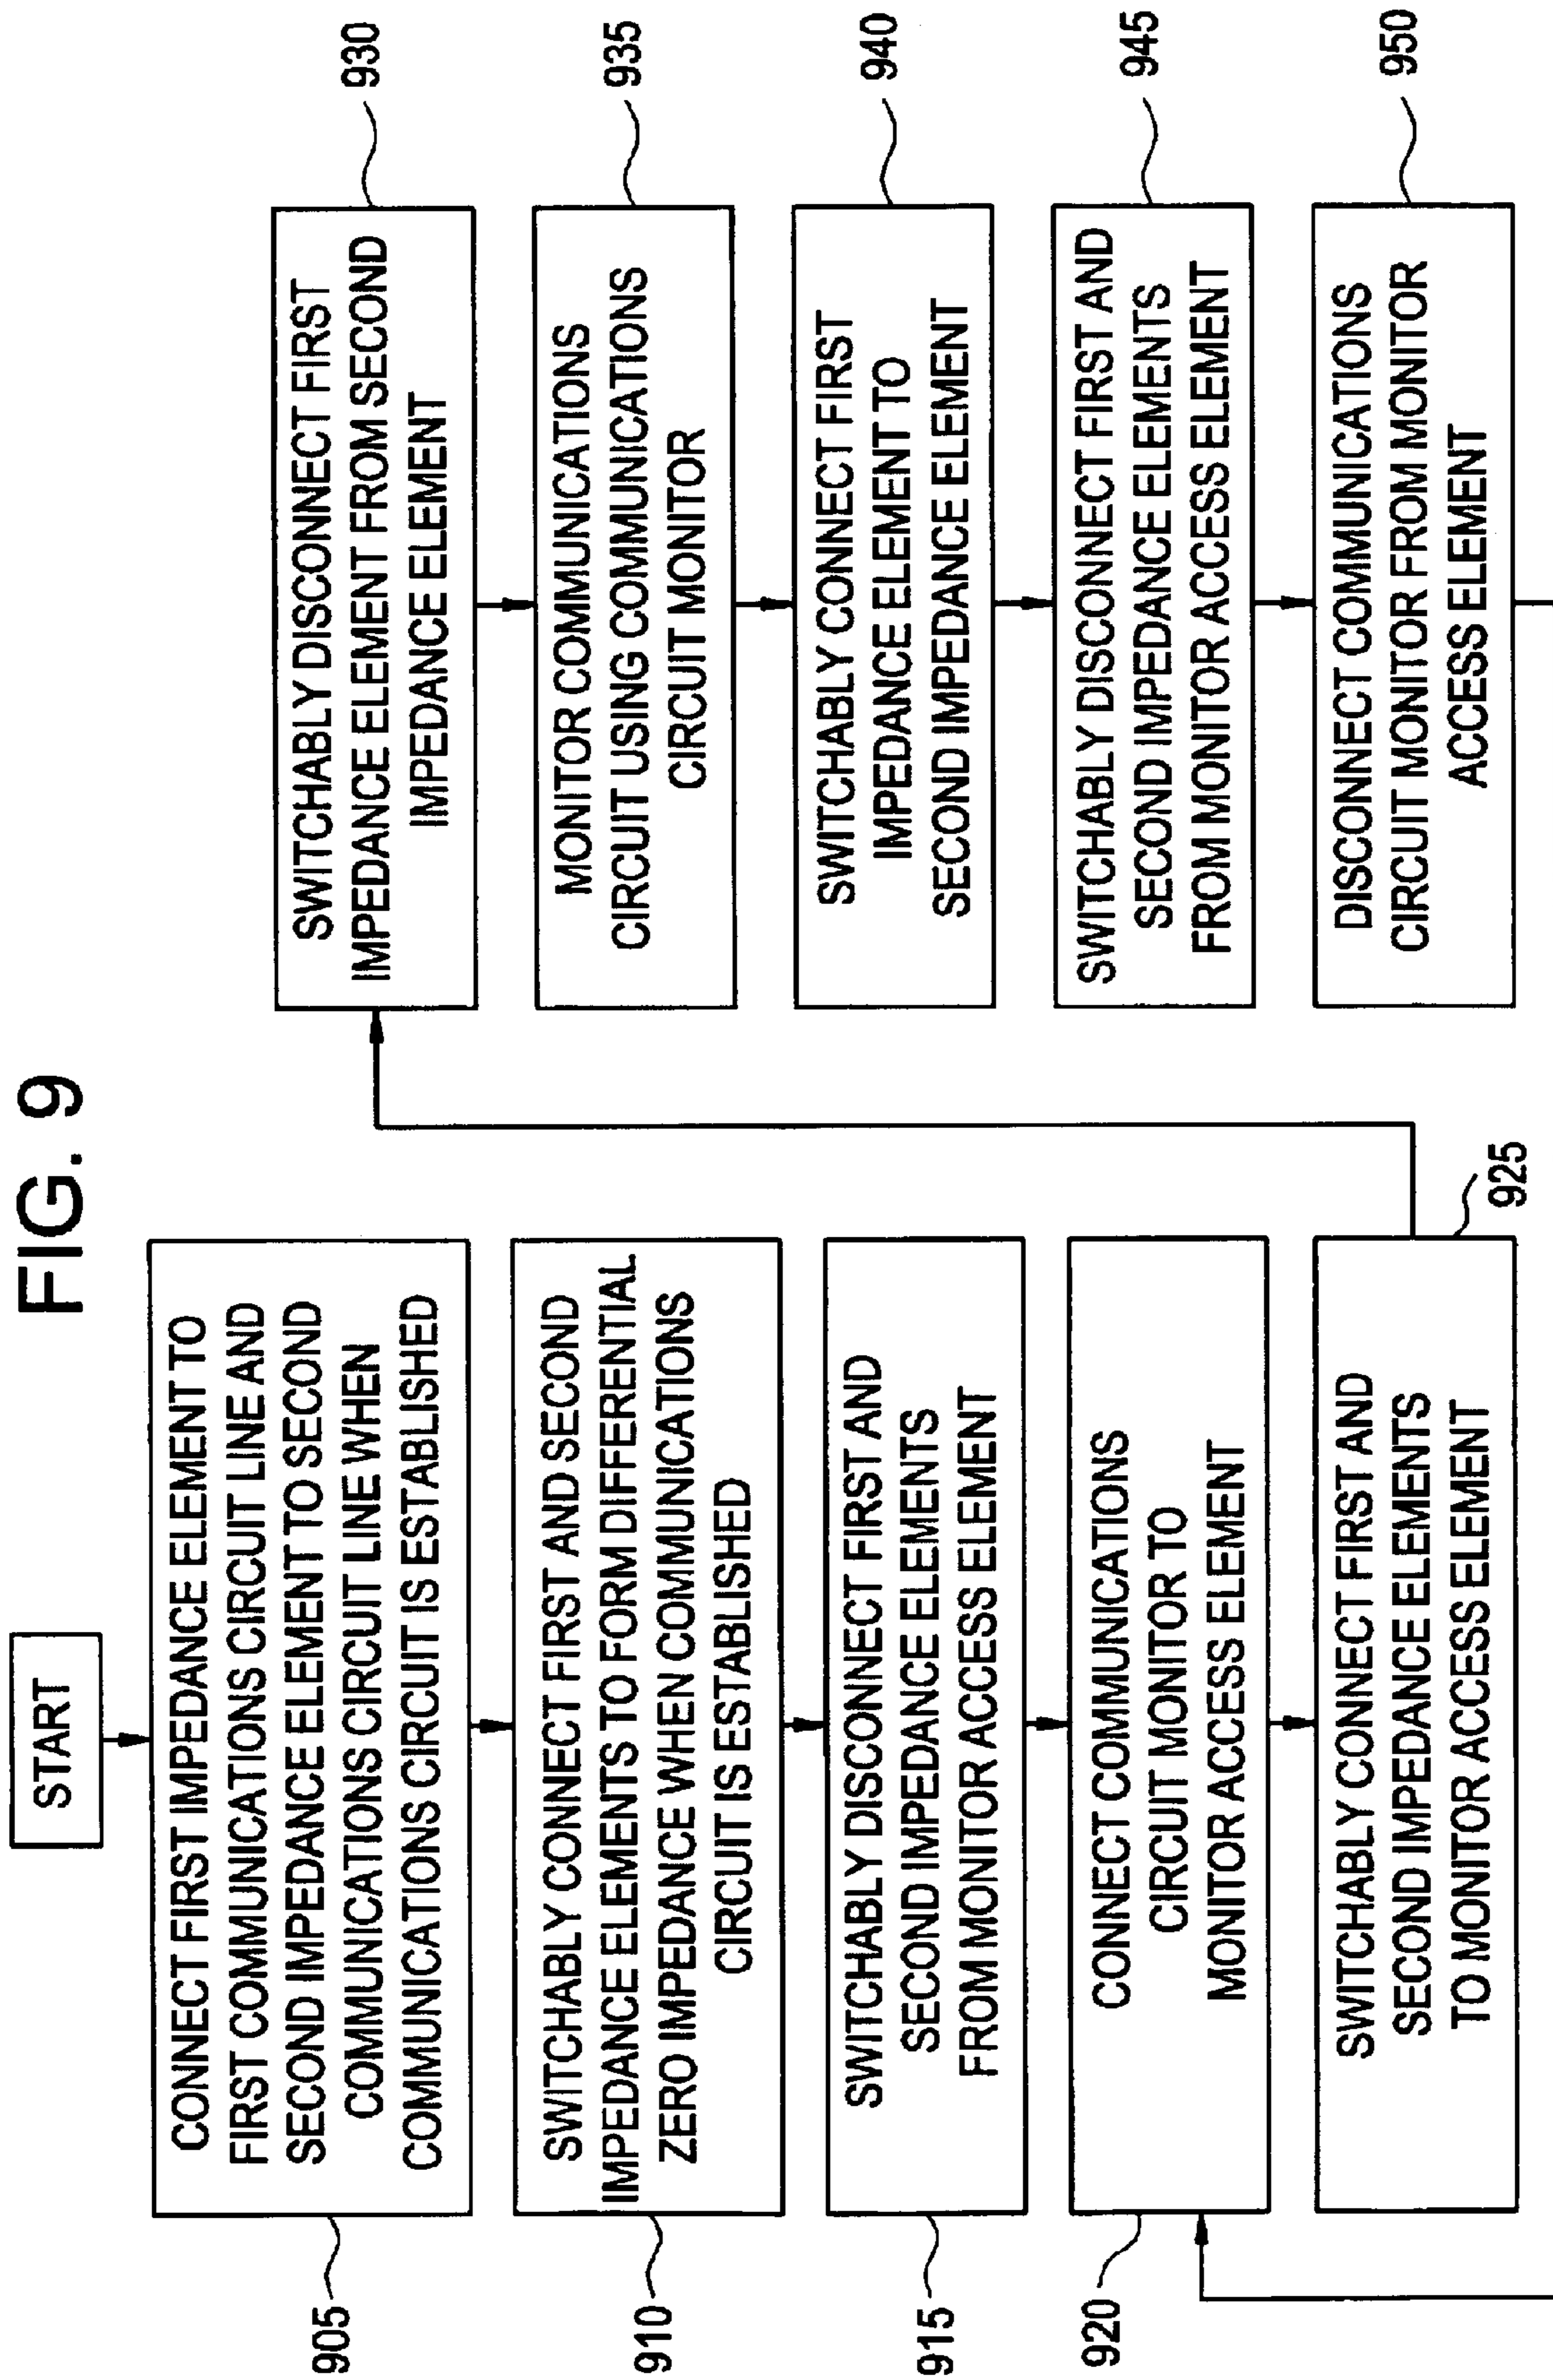 FIG. 9
START
CONNECT FIRST IMPEDANCE ELEMENT TO
FIRST COMMUNICATIONS CIRCUIT LINE AND
SECOND IMPEDANCE ELEMENT TO SECOND
COMMUNICATIONS CIRCUIT LINE WHEN
COMMUNICATIONS CIRCUIT IS ESTABLISHED
905
SWITCHABLY CONNECT FIRST AND SECOND
IMPEDANCE ELEMENTS TO FORM DIFFERENTIAL
ZERO IMPEDANCE WHEN COMMUNICATIONS
CIRCUIT IS ESTABLISHED
910
SWITCHABLY DISCONNECT FIRST AND
SECOND IMPEDANCE ELEMENTS
FROM MONITOR ACCESS ELEMENT
915
CONNECT COMMUNICATIONS
CIRCUIT MONITOR TO
MONITOR ACCESS ELEMENT
920
SWITCHABLY CONNECT FIRST AND
SECOND IMPEDANCE ELEMENTS
TO MONITOR ACCESS ELEMENT
925
SWITCHABLY DISCONNECT FIRST
IMPEDANCE ELEMENT FROM SECOND
IMPEDANCE ELEMENT
930
MONITOR COMMUNICATIONS
CIRCUIT USING COMMUNICATIONS
CIRCUIT MONITOR
935
SWITCHABLY CONNECT FIRST
IMPEDANCE ELEMENT TO
SECOND IMPEDANCE ELEMENT
940
SWITCHABLY DISCONNECT FIRST AND
SECOND IMPEDANCE ELEMENTS
FROM MONITOR ACCESS ELEMENT
945
DISCONNECT COMMUNICATIONS
CIRCUIT MONITOR FROM MONITOR
ACCESS ELEMENT
950